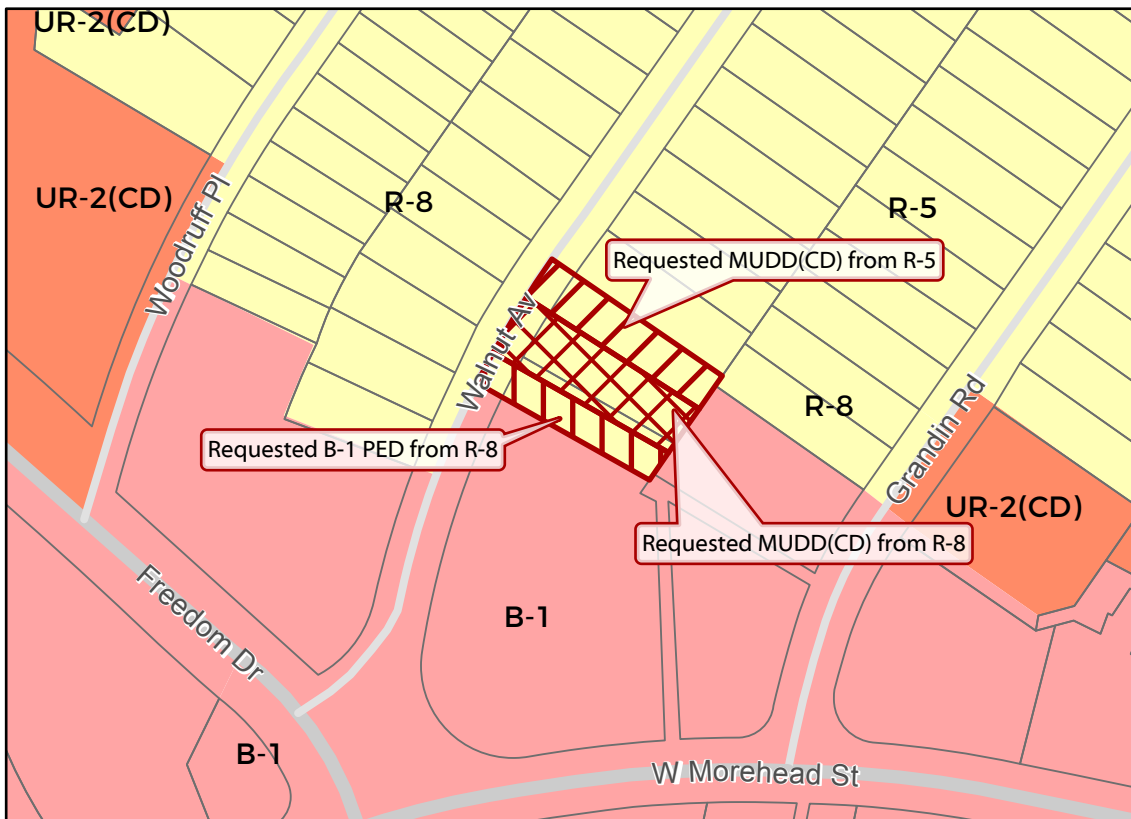 UR-2(CD)
UR-2(CD)
Woodruff Pl
R-8
R-5
Requested MUDD(CD) from R-5
Walnut Av
R-8
Grandin Rd
Requested B-1 PED from R-8
UR-2(CD)
Requested MUDD(CD) from R-8
Freedom Dr
B-1
B-1
W Morehead St